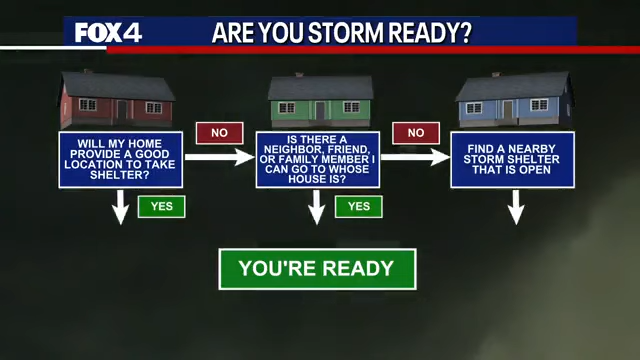 FOX 4
ARE YOU STORM READY?
WILL MY HOME
PROVIDE A GOOD
LOCATION TO TAKE
SHELTER?
NO
IS THERE A
NEIGHBOR, FRIEND,
OR FAMILY MEMBER I
CAN GO TO WHOSE
HOUSE IS?
NO
FIND A NEARBY
STORM SHELTER
THAT IS OPEN
YES
YES
YOU'RE READY